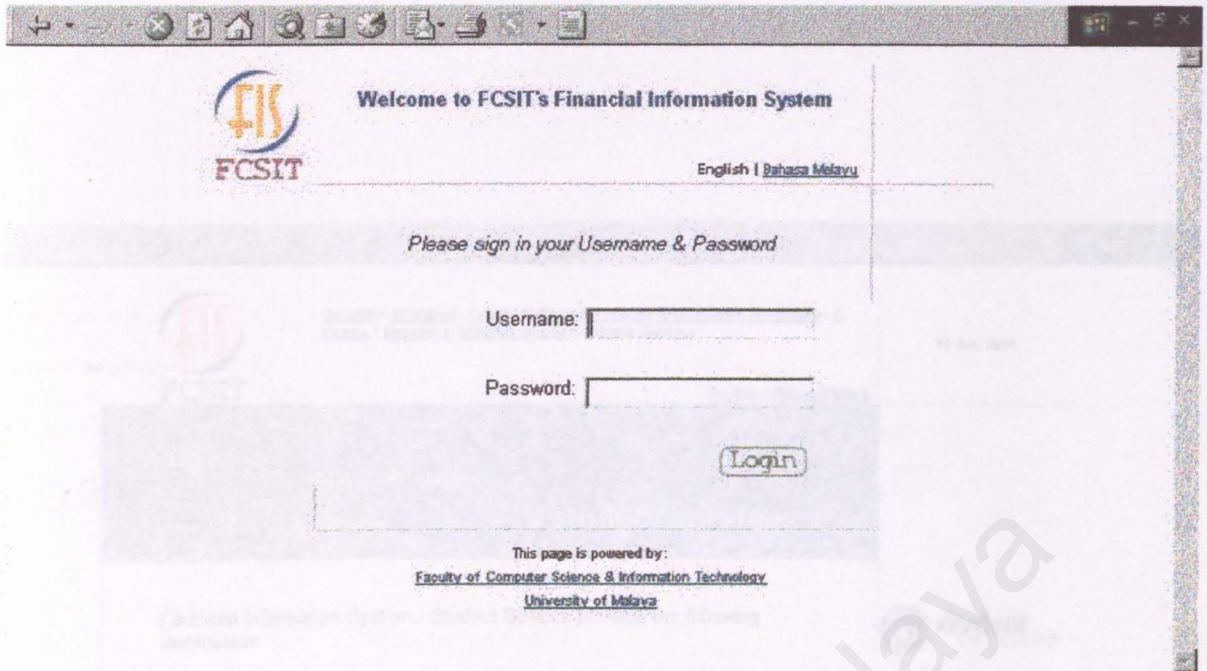 FIS
FCSIT
Welcome to FCSIT's Financial Information System
English | Bahasa Melayu
Please sign in your Username & Password
Username:
Password:
Login
This page is powered by:
Faculty of Computer Science & Information Technology
University of Malaya
Financial Information System - Student